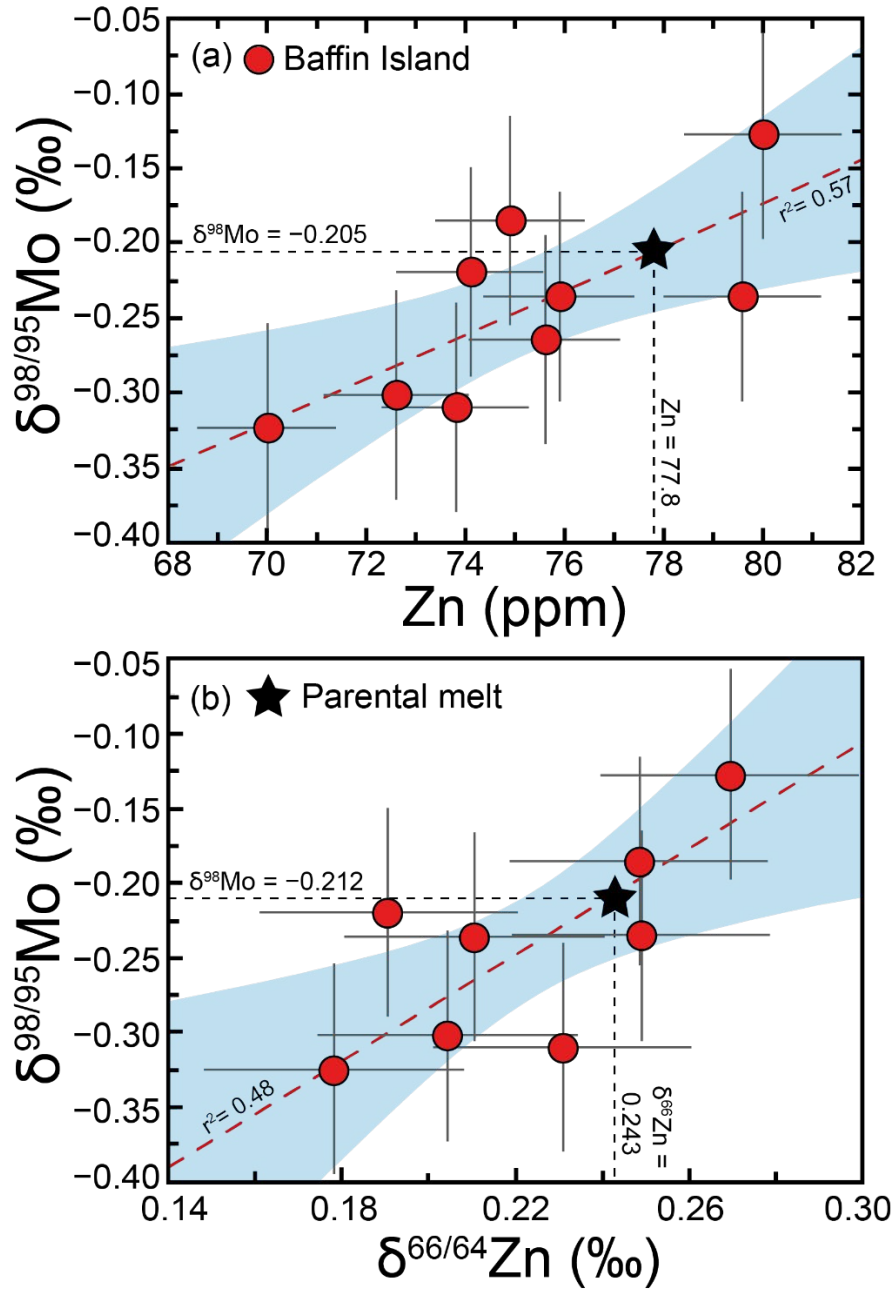 (a) Baffin Island
−0.05
−0.10
−0.15
−0.20
−0.25
−0.30
−0.35
−0.40
δ98/95Mo (‰)
δ⁹⁸Mo = −0.205
r²= 0.57
Zn = 77.8
68 70 72 74 76 78 80 82
Zn (ppm)
(b) Parental melt
−0.05
−0.10
−0.15
−0.20
−0.25
−0.30
−0.35
−0.40
δ98/95Mo (‰)
δ⁹⁸Mo = −0.212
r²= 0.48
δ⁶⁶Zn =
0.243
0.14 0.18 0.22 0.26 0.30
δ66/64Zn (‰)